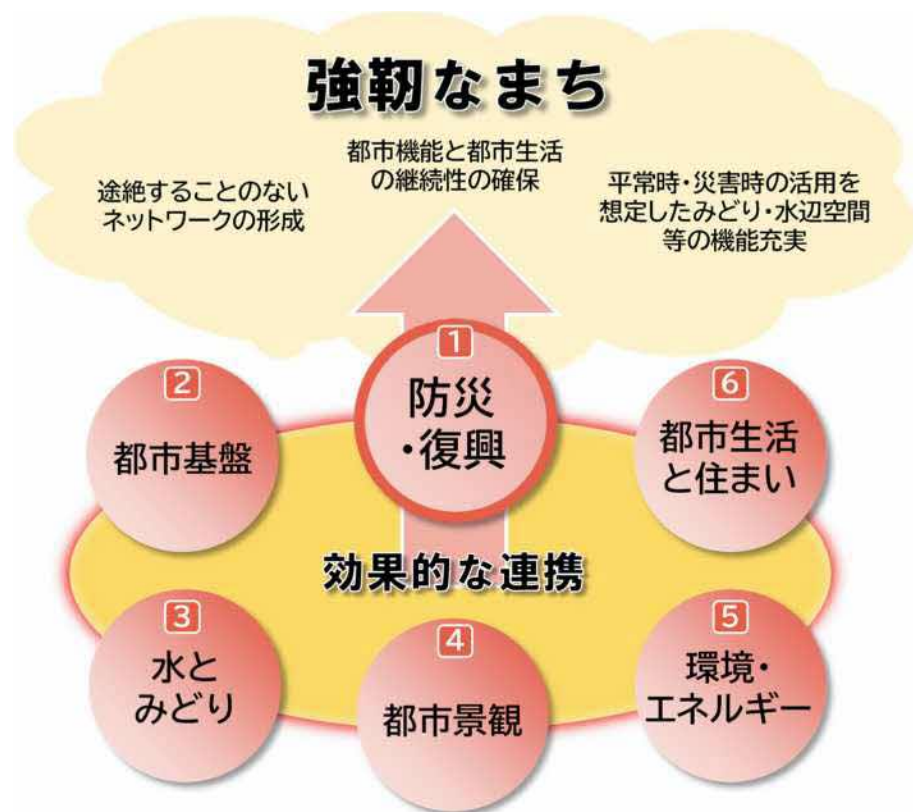 強靭なまち
都市機能と都市生活
の継続性の確保
途絶することのない
ネットワークの形成
平常時・災害時の活用を
想定したみどり・水辺空間
等の機能充実
1
防災
・復興
2
都市基盤
6
都市生活
と住まい
効果的な連携
3
水と
みどり
4
都市景観
5
環境・
エネルギー